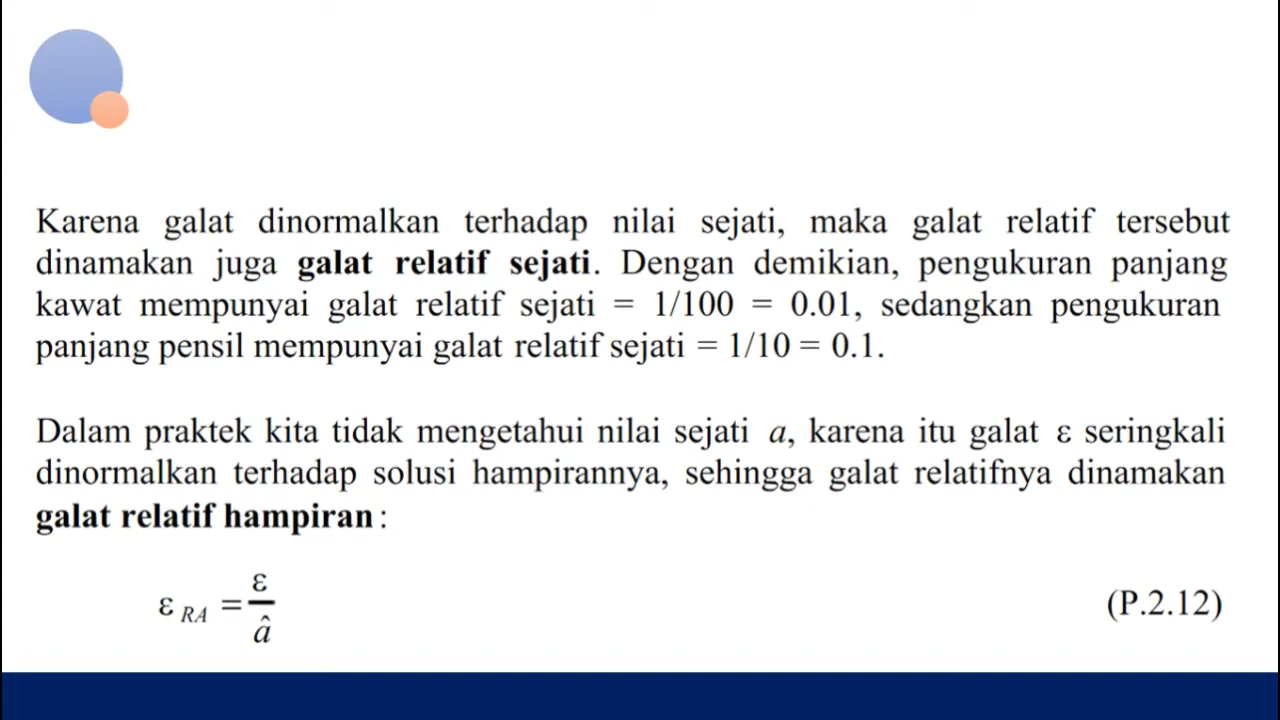 Karena galat dinormalkan terhadap nilai sejati, maka galat relatif tersebut
dinamakan juga galat relatif sejati. Dengan demikian, pengukuran panjang
kawat mempunyai galat relatif sejati = 1/100 = 0.01, sedangkan pengukuran
panjang pensil mempunyai galat relatif sejati = 1/10 = 0.1.
Dalam praktek kita tidak mengetahui nilai sejati a, karena itu galat ε seringkali
dinormalkan terhadap solusi hampirannya, sehingga galat relatifnya dinamakan
galat relatif hampiran :
ε RA = ε / â (P.2.12)